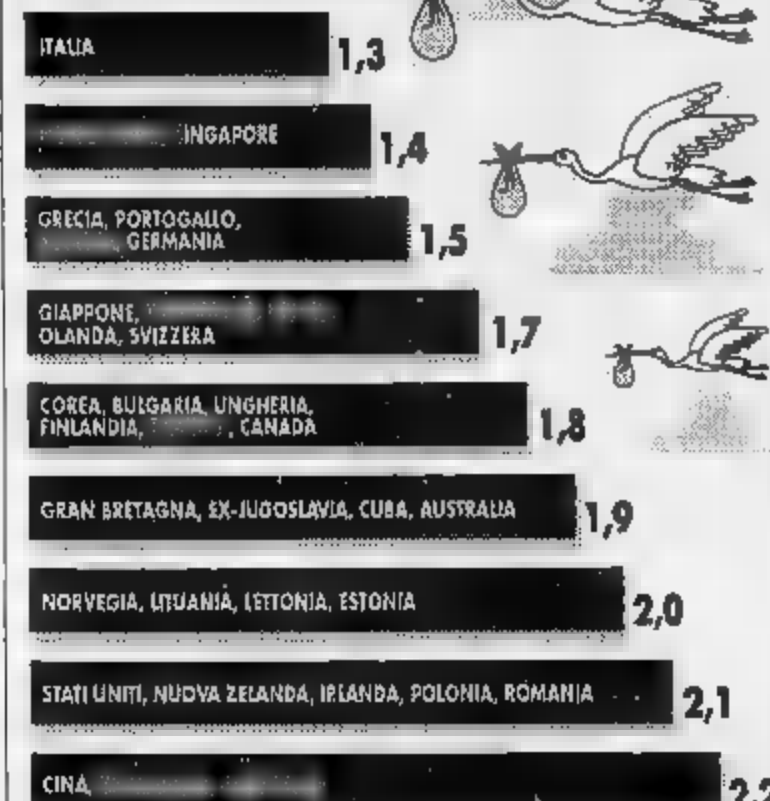 ITALIA
1,3
INGAPORE
1,4
GRECIA, PORTOGALLO,
GERMANIA
1,5
GIAPPONE,
OLANDA, SVIZZERA
1,7
COREA, BULGARIA, UNGHERIA,
FINLANDIA, , CANADA
1,8
GRAN BRETAGNA, EX-JUGOSLAVIA, CUBA, AUSTRALIA
1,9
NORVEGIA, LITUANIA, LETTONIA, ESTONIA
2,0
STATI UNITI, NUOVA ZELANDA, IRLANDA, POLONIA, ROMANIA
2,1
CINA,
2,2